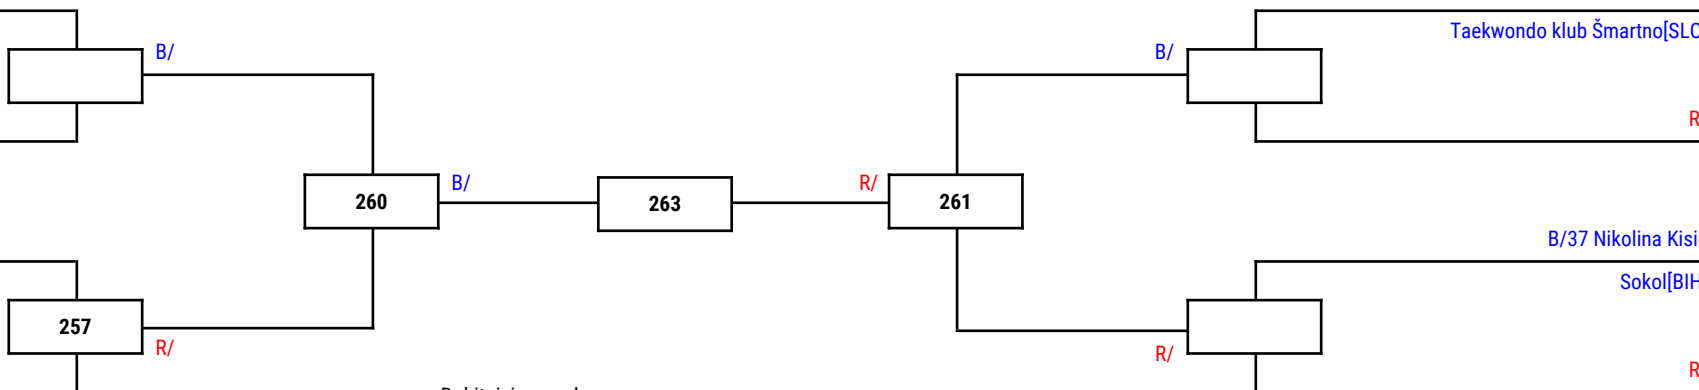 Taekwondo klub Šmartno[SLO
B/
B/
R
B/
R/
260
263
261
B/37 Nikolina Kisi
Sokol[BIH
257
R/
R/
R